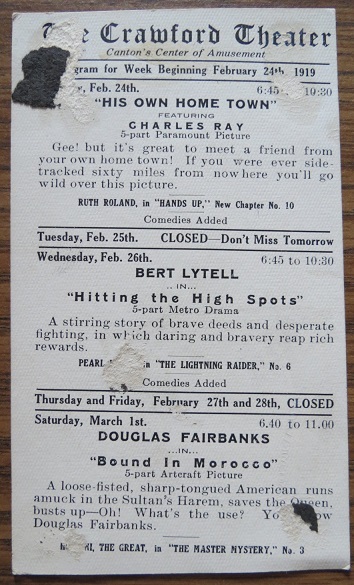 The Crawford Theater
Canton's Center of Amusement
gram for Week Beginning February 24th 1919
Feb. 24th. 6:45 10:30
"HIS OWN HOME TOWN"
FEATURING
CHARLES RAY
5-part Paramount Picture
Gee! but it's great to meet a friend from
your own home town! If you were ever side-
tracked sixty miles from nowhere you'll go
wild over this picture.
RUTH ROLAND, in "HANDS UP," New Chapter No. 10
Comedies Added
Tuesday, Feb. 25th. CLOSED—Don't Miss Tomorrow
Wednesday, Feb. 26th. 6:45 to 10:30
BERT LYTELL
..IN...
"Hitting the High Spots"
5-part Metro Drama
A stirring story of brave deeds and desperate
fighting, in which daring and bravery reap rich
rewards.
PEARL in "THE LIGHTNING RAIDER," No. 6
Comedies Added
Thursday and Friday, February 27th and 28th, CLOSED
Saturday, March 1st. 6.40 to 11.00
DOUGLAS FAIRBANKS
...IN...
"Bound In Morocco"
5-part Artcraft Picture
A loose-fisted, sharp-tongued American runs
amuck in the Sultan's Harem, saves the Queen,
busts up—Oh! What's the use? Yo ow
Douglas Fairbanks.
KI, THE GREAT, in "THE MASTER MYSTERY," No. 3